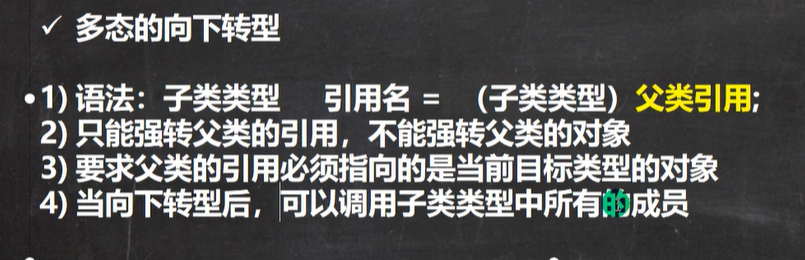 ✓ 多态的向下转型
• 1) 语法：子类类型 引用名 = （子类类型）父类引用;
2) 只能强转父类的引用，不能强转父类的对象
3) 要求父类的引用必须指向的是当前目标类型的对象
4) 当向下转型后，可以调用子类类型中所有的成员